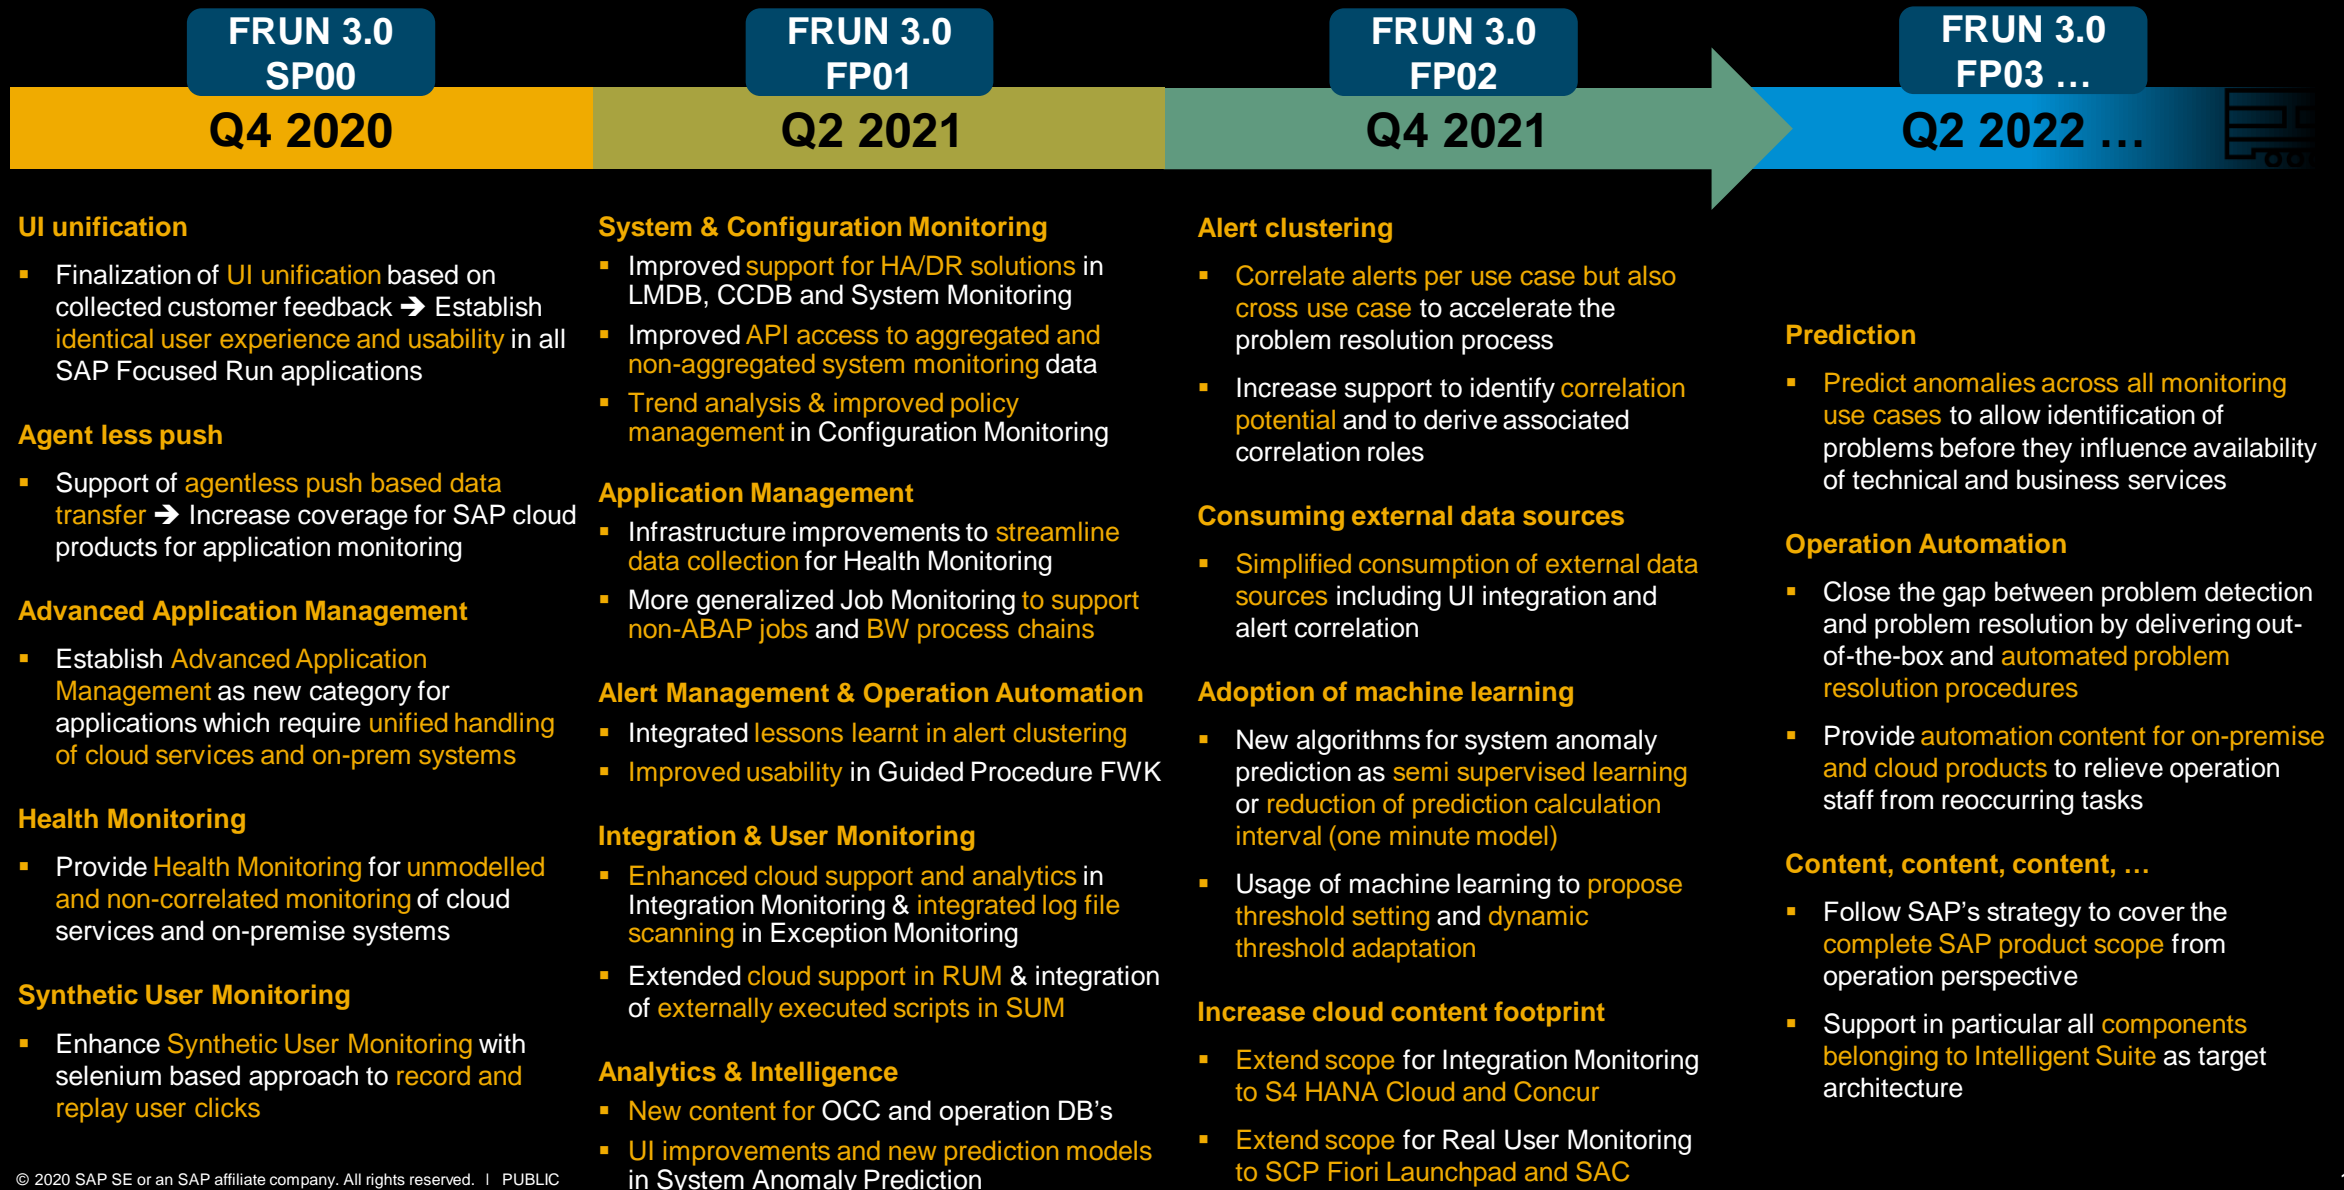 FRUN 3.0
SP00
FRUN 3.0
FP01
FRUN 3.0
FP02
FRUN 3.0
FP03 …
Q4 2020
Q2 2021
Q4 2021
Q2 2022 …
UI unification
▪ Finalization of UI unification based on
collected customer feedback ➔ Establish
identical user experience and usability in all
SAP Focused Run applications
Agent less push
▪ Support of agentless push based data
transfer ➔ Increase coverage for SAP cloud
products for application monitoring
Advanced Application Management
▪ Establish Advanced Application
Management as new category for
applications which require unified handling
of cloud services and on-prem systems
Health Monitoring
▪ Provide Health Monitoring for unmodelled
and non-correlated monitoring of cloud
services and on-premise systems
Synthetic User Monitoring
▪ Enhance Synthetic User Monitoring with
selenium based approach to record and
replay user clicks
System & Configuration Monitoring
▪ Improved support for HA/DR solutions in
LMDB, CCDB and System Monitoring
▪ Improved API access to aggregated and
non-aggregated system monitoring data
▪ Trend analysis & improved policy
management in Configuration Monitoring
Application Management
▪ Infrastructure improvements to streamline
data collection for Health Monitoring
▪ More generalized Job Monitoring to support
non-ABAP jobs and BW process chains
Alert Management & Operation Automation
▪ Integrated lessons learnt in alert clustering
▪ Improved usability in Guided Procedure FWK
Integration & User Monitoring
▪ Enhanced cloud support and analytics in
Integration Monitoring & integrated log file
scanning in Exception Monitoring
▪ Extended cloud support in RUM & integration
of externally executed scripts in SUM
Analytics & Intelligence
▪ New content for OCC and operation DB's
▪ UI improvements and new prediction models
in System Anomaly Prediction
Alert clustering
▪ Correlate alerts per use case but also
cross use case to accelerate the
problem resolution process
▪ Increase support to identify correlation
potential and to derive associated
correlation roles
Consuming external data sources
▪ Simplified consumption of external data
sources including UI integration and
alert correlation
Adoption of machine learning
▪ New algorithms for system anomaly
prediction as semi supervised learning
or reduction of prediction calculation
interval (one minute model)
▪ Usage of machine learning to propose
threshold setting and dynamic
threshold adaptation
Increase cloud content footprint
▪ Extend scope for Integration Monitoring
to S4 HANA Cloud and Concur
▪ Extend scope for Real User Monitoring
to SCP Fiori Launchpad and SAC
Prediction
▪ Predict anomalies across all monitoring
use cases to allow identification of
problems before they influence availability
of technical and business services
Operation Automation
▪ Close the gap between problem detection
and problem resolution by delivering out-
of-the-box and automated problem
resolution procedures
▪ Provide automation content for on-premise
and cloud products to relieve operation
staff from reoccurring tasks
Content, content, content, …
▪ Follow SAP's strategy to cover the
complete SAP product scope from
operation perspective
▪ Support in particular all components
belonging to Intelligent Suite as target
architecture
© 2020 SAP SE or an SAP affiliate company. All rights reserved. ǀ PUBLIC